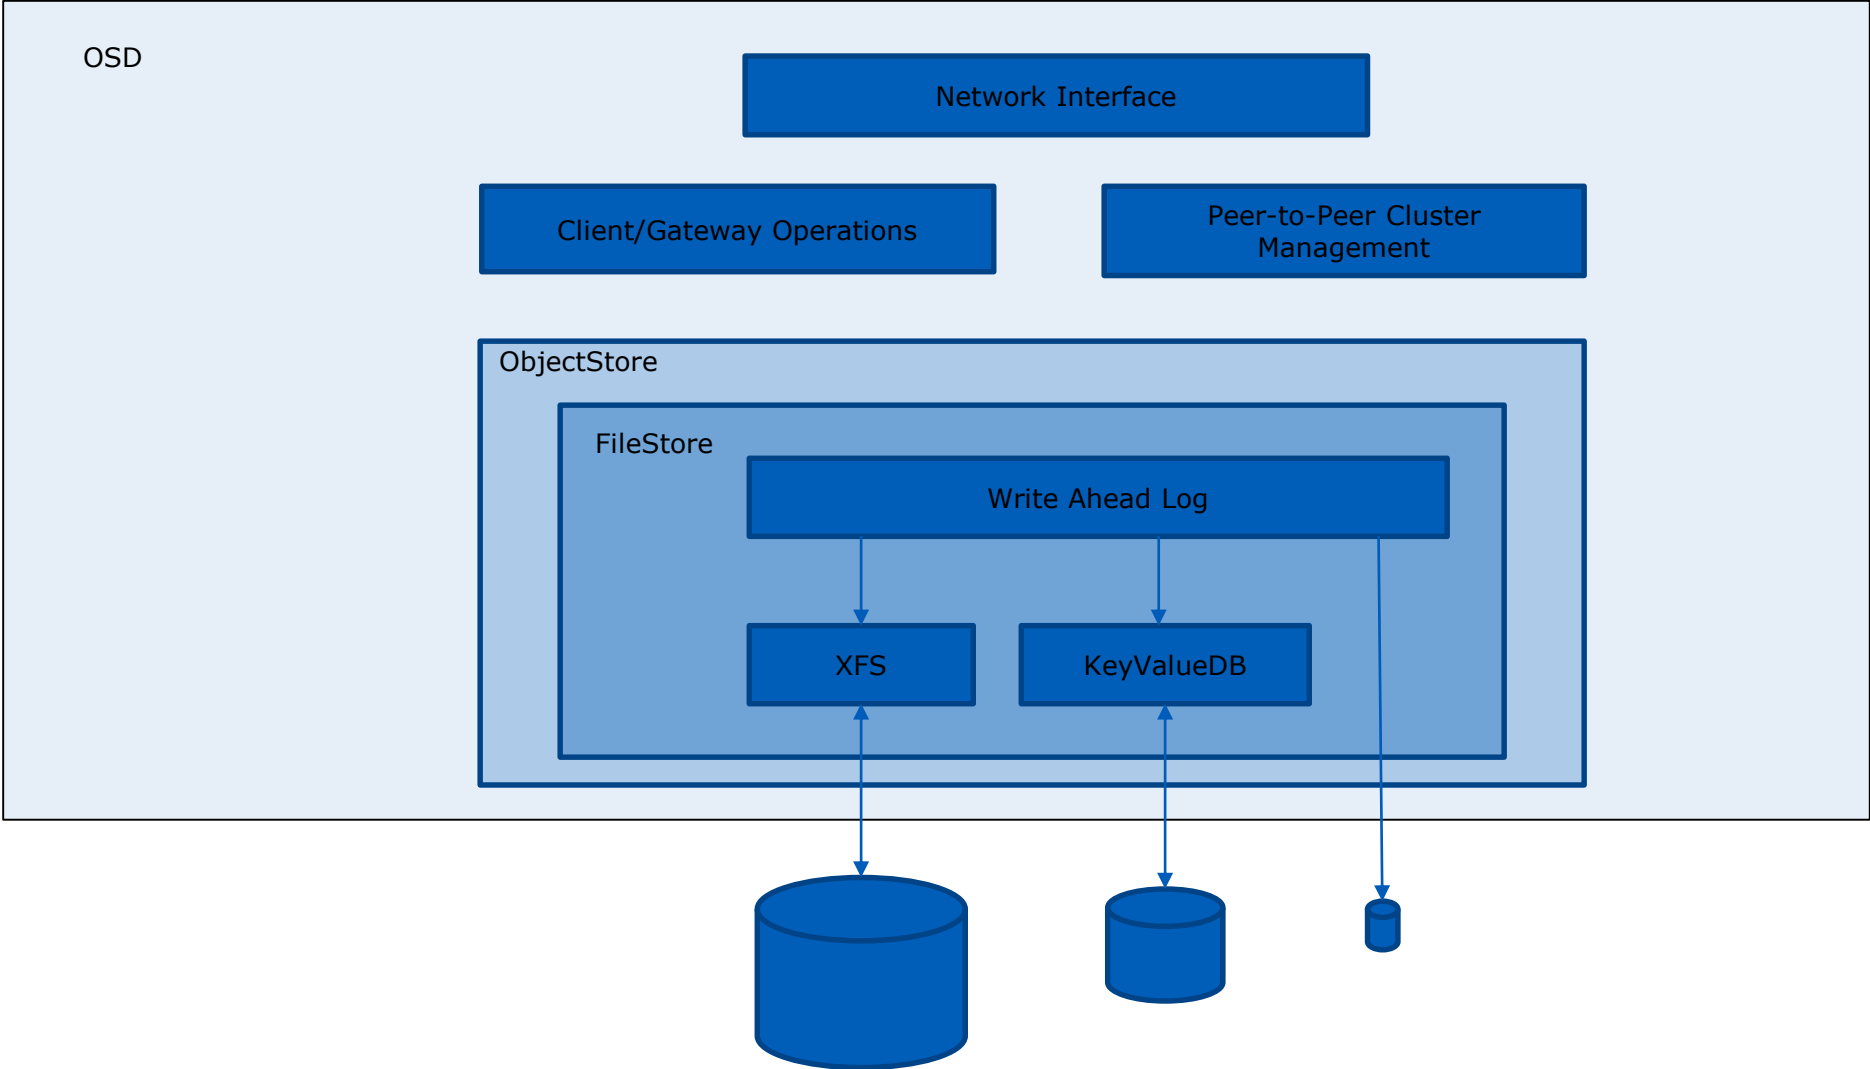 OSD
Network Interface
Client/Gateway Operations
Peer-to-Peer Cluster
Management
ObjectStore
FileStore
Write Ahead Log
XFS
KeyValueDB